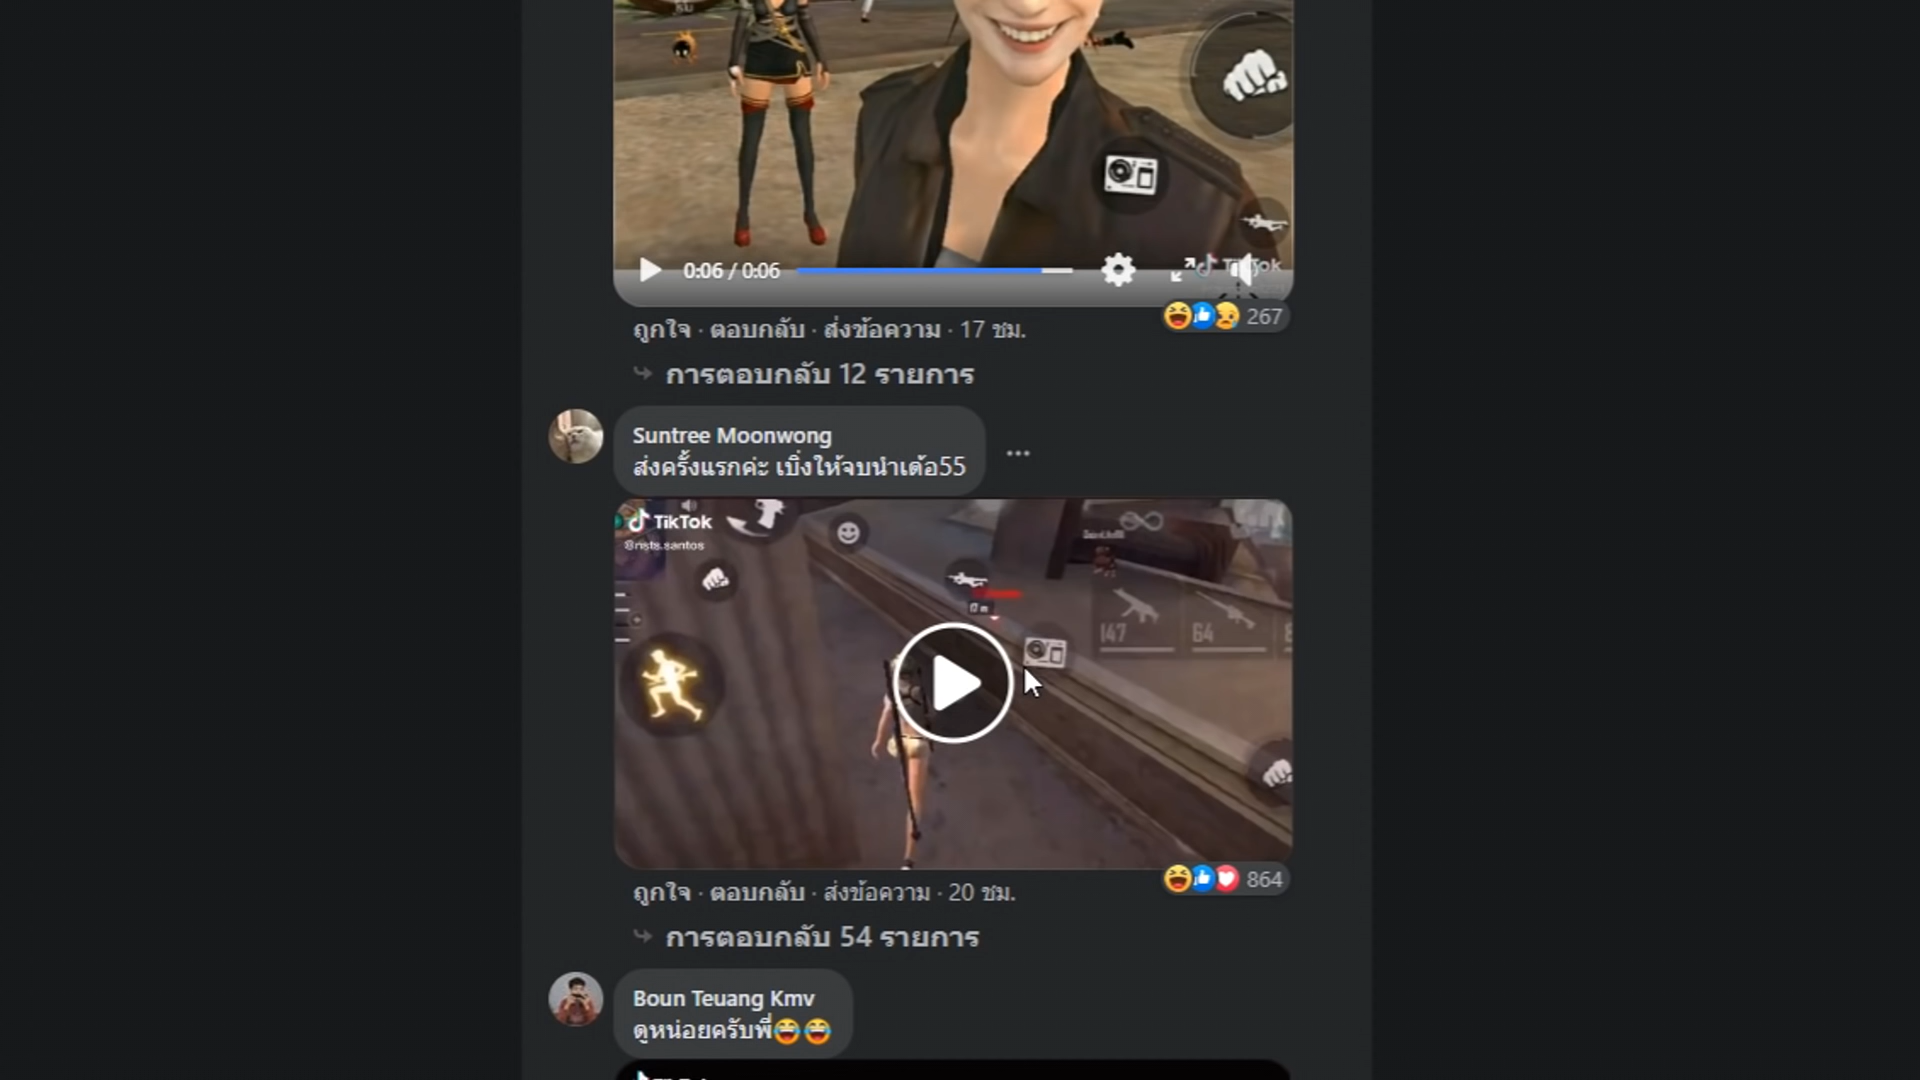 0:06 / 0:06
TikTok
267
ถูกใจ · ตอบกลับ · ส่งข้อความ · 17 ชม.
การตอบกลับ 12 รายการ
Suntree Moonwong
ส่งครั้งแรกค่ะ เบิ่งให้จบนำเด้อ55
TikTok
@rista.santos
147
64
864
ถูกใจ · ตอบกลับ · ส่งข้อความ · 20 ชม.
การตอบกลับ 54 รายการ
Boun Teuang Kmv
ดูหน่อยครับพี่😂😂